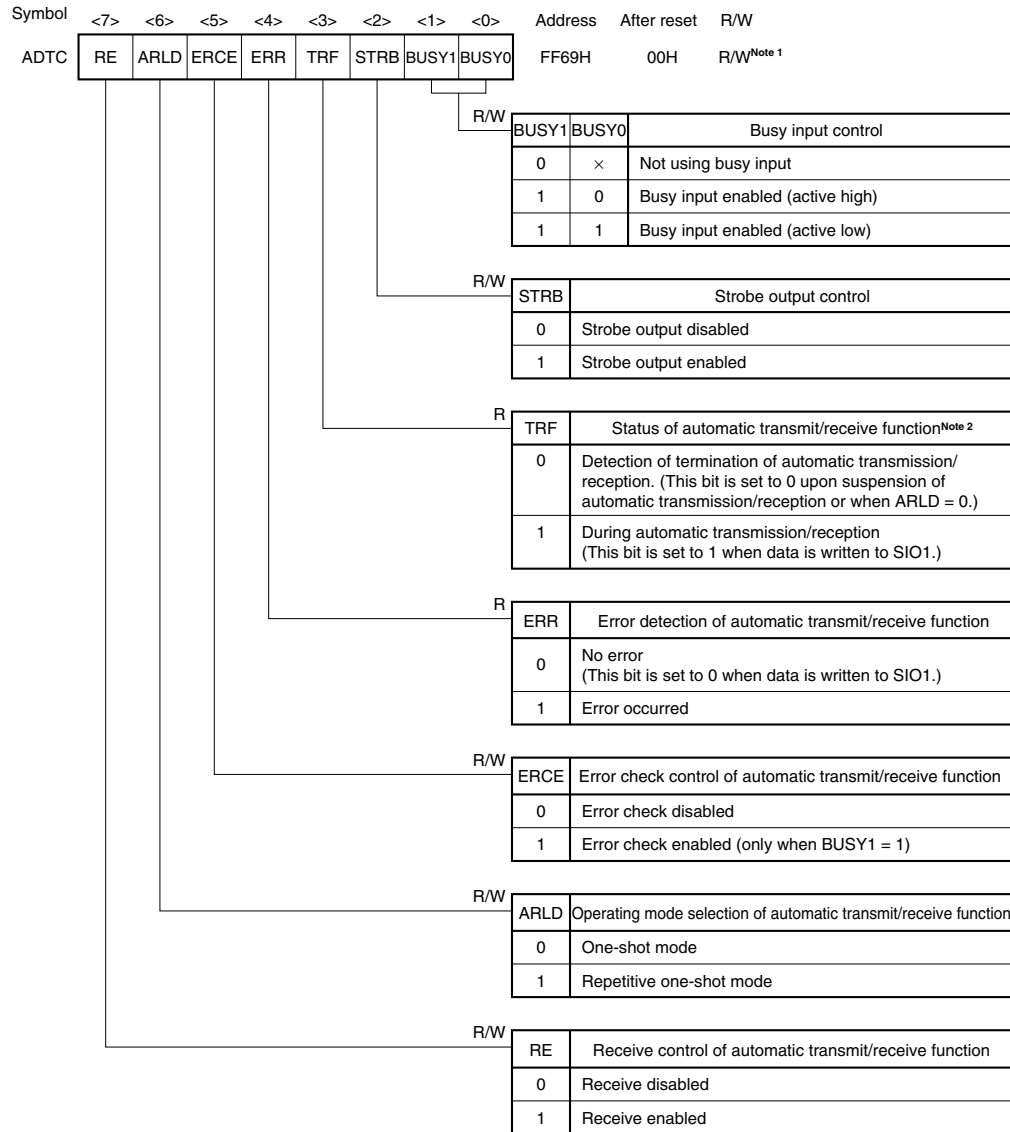 Symbol <7> <6> <5> <4> <3> <2> <1> <0> Address After reset R/W
ADTC RE ARLD ERCE ERR TRF STRB BUSY1 BUSY0 FF69H 00H R/W Note 1
R/W
BUSY1 BUSY0 Busy input control
0 × Not using busy input
1 0 Busy input enabled (active high)
1 1 Busy input enabled (active low)
R/W
STRB Strobe output control
0 Strobe output disabled
1 Strobe output enabled
R
TRF Status of automatic transmit/receive function Note 2
0 Detection of termination of automatic transmission/
reception. (This bit is set to 0 upon suspension of
automatic transmission/reception or when ARLD = 0.)
1 During automatic transmission/reception
(This bit is set to 1 when data is written to SIO1.)
R
ERR Error detection of automatic transmit/receive function
0 No error
(This bit is set to 0 when data is written to SIO1.)
1 Error occurred
R/W
ERCE Error check control of automatic transmit/receive function
0 Error check disabled
1 Error check enabled (only when BUSY1 = 1)
R/W
ARLD Operating mode selection of automatic transmit/receive function
0 One-shot mode
1 Repetitive one-shot mode
R/W
RE Receive control of automatic transmit/receive function
0 Receive disabled
1 Receive enabled